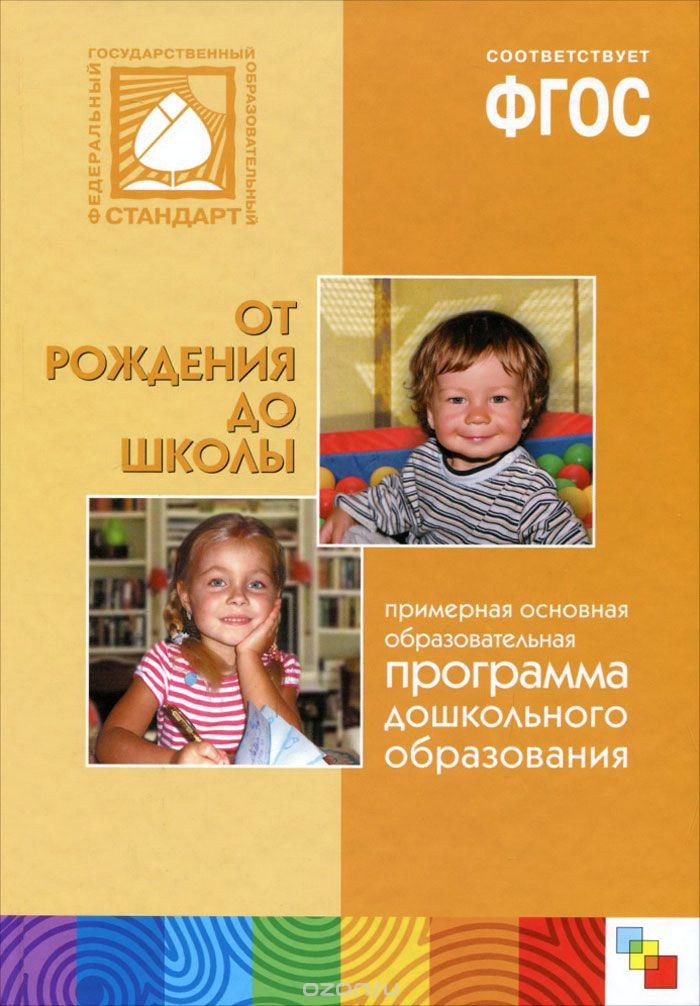 ФЕДЕРАЛЬНЫЙ
ГОСУДАРСТВЕННЫЙ
ОБРАЗОВАТЕЛЬНЫЙ
СТАНДАРТ
СООТВЕТСТВУЕТ
ФГОС
ОТ
РОЖДЕНИЯ
ДО
ШКОЛЫ
примерная основная
образовательная
программа
дошкольного
образования
ozon.ru